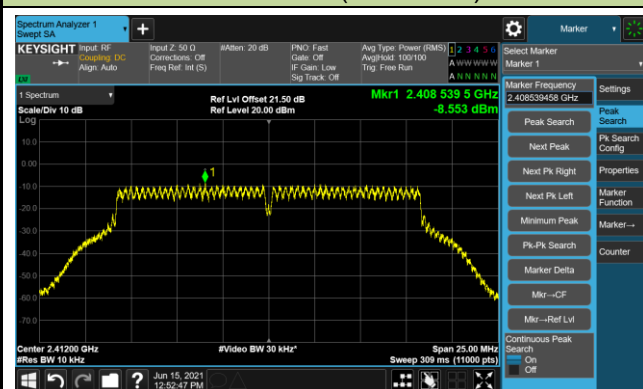 Spectrum Analyzer 1
Swept SA
Marker
KEYSIGHT
Input: RF
Coupling: DC
Align: Auto
Input Z: 50 Ω
Corrections: Off
Freq Ref: Int (S)
#Atten: 20 dB
PNO: Fast
Gate: Off
IF Gain: Low
Sig Track: Off
Avg Type: Power (RMS)
Avg|Hold: 100/100
Trig: Free Run
1 2 3 4 5 6
A W W W W W
A N N N N N
Select Marker
Marker 1
LXI
1 Spectrum
Scale/Div 10 dB
Log
Ref Lvl Offset 21.50 dB
Ref Level 20.00 dBm
Mkr1 2.408 539 5 GHz
-8.553 dBm
10.0
0.00
-10.0
-20.0
-30.0
-40.0
-50.0
-60.0
-70.0
1
Center 2.41200 GHz
#Res BW 10 kHz
#Video BW 30 kHz*
Span 25.00 MHz
Sweep 309 ms (11000 pts)
Marker Frequency
2.408539458 GHz
Peak Search
Next Peak
Next Pk Right
Next Pk Left
Minimum Peak
Pk-Pk Search
Marker Delta
Mkr→CF
Mkr→Ref Lvl
Continuous Peak
Search
On
Off
Settings
Peak
Search
Pk Search
Config
Properties
Marker
Function
Marker→
Counter
?
Jun 15, 2021
12:52:47 PM